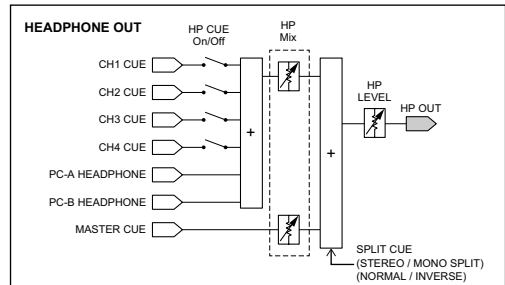 HEADPHONE OUT
HP CUE
On/Off
HP
Mix
CH1 CUE
CH2 CUE
CH3 CUE
CH4 CUE
PC-A HEADPHONE
PC-B HEADPHONE
MASTER CUE
+
+
HP
LEVEL
HP OUT
SPLIT CUE
(STEREO / MONO SPLIT)
(NORMAL / INVERSE)